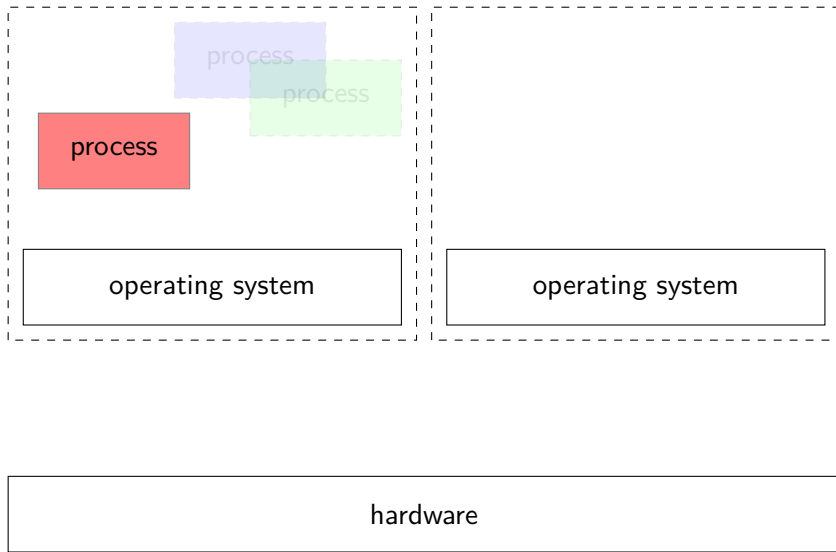 process
process
process
operating system
operating system
hardware